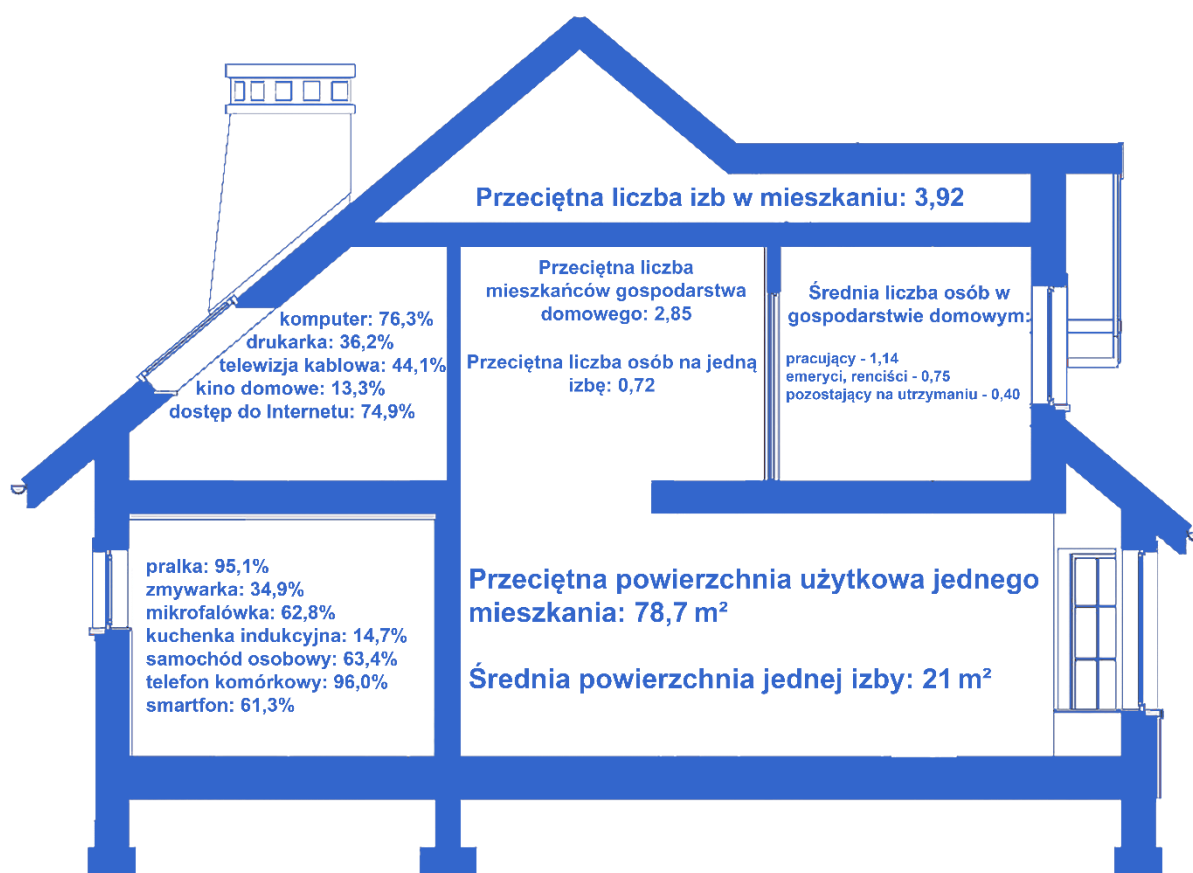 Przeciętna liczba izb w mieszkaniu: 3,92
komputer: 76,3%
drukarka: 36,2%
telewizja kablowa: 44,1%
kino domowe: 13,3%
dostęp do Internetu: 74,9%
Przeciętna liczba
mieszkańców gospodarstwa
domowego: 2,85
Przeciętna liczba osób na jedną
izbę: 0,72
Średnia liczba osób w
gospodarstwie domowym:
pracujący - 1,14
emeryci, renciści - 0,75
pozostający na utrzymaniu - 0,40
pralka: 95,1%
zmywarka: 34,9%
mikrofalówka: 62,8%
kuchenka indukcyjna: 14,7%
samochód osobowy: 63,4%
telefon komórkowy: 96,0%
smartfon: 61,3%
Przeciętna powierzchnia użytkowa jednego
mieszkania: 78,7 m²
Średnia powierzchnia jednej izby: 21 m²